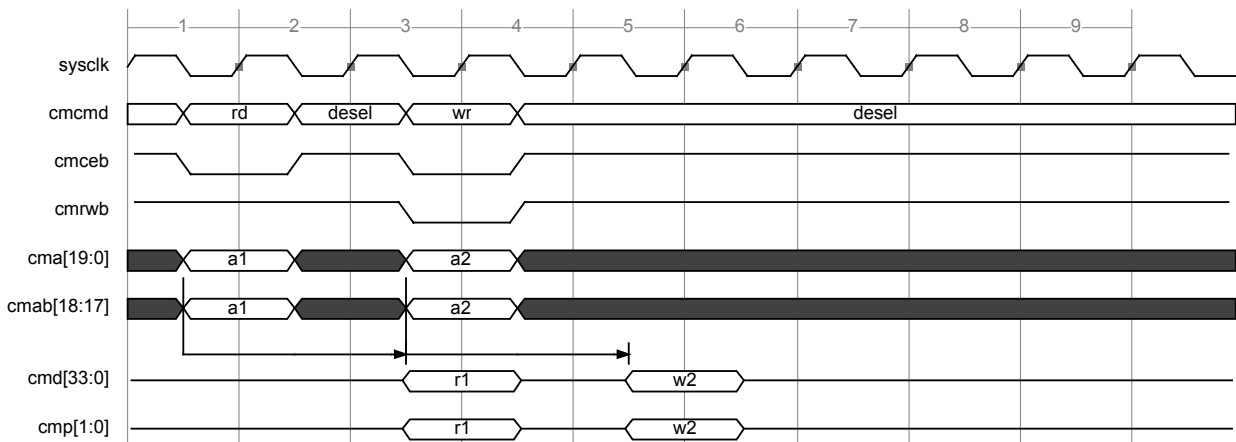 1 2 3 4 5 6 7 8 9
sysclk
cmcmd rd desel wr desel
cmceb
cmrwb
cma[19:0] a1 a2
cmab[18:17] a1 a2
cmd[33:0] r1 w2
cmp[1:0] r1 w2